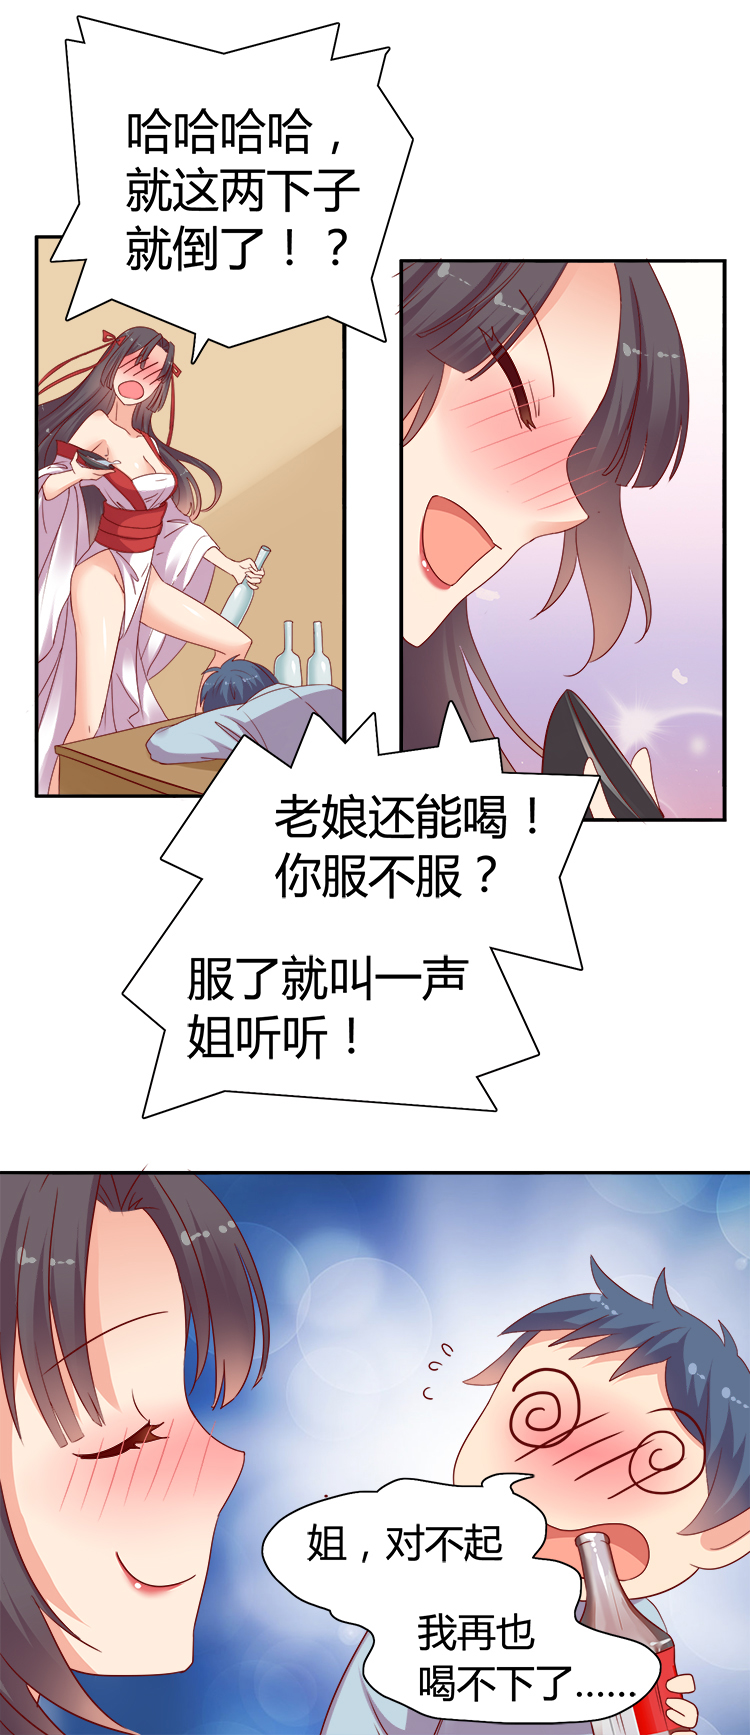 哈哈哈哈，
就这两下子
就倒了！？
老娘还能喝！
你服不服？
服了就叫一声
姐听听！
姐，对不起
我再也
喝不下了……